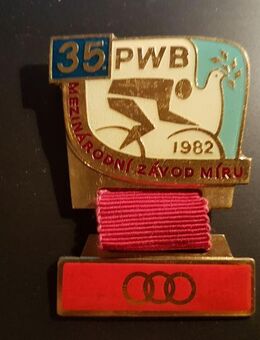 35 PWB
1982
MEZINÁRODNÍ ZÁVOD MÍRU